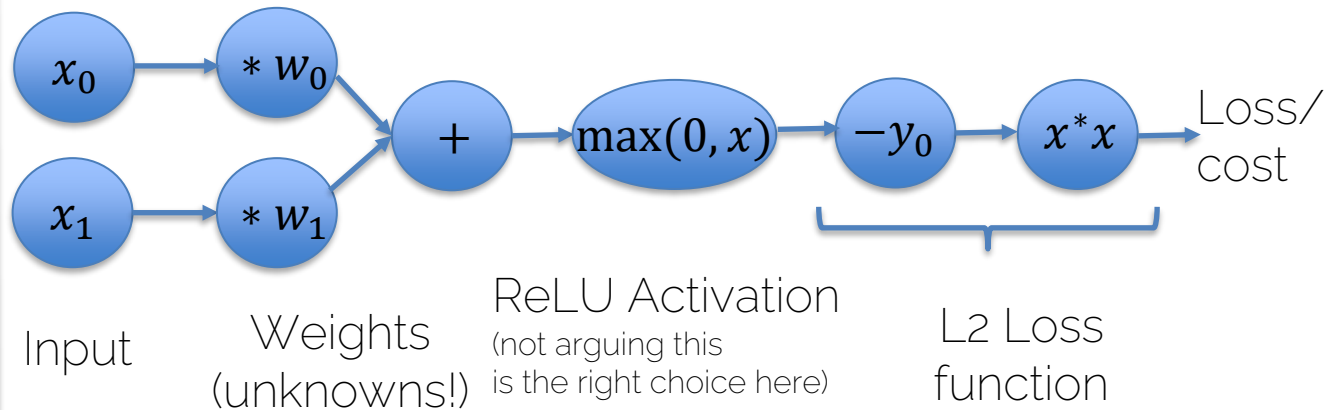 x₀
* w₀
+
max(0, x)
−y₀
x*x
Loss/
cost
x₁
* w₁
Input
Weights
(unknowns!)
ReLU Activation
(not arguing this
is the right choice here)
L2 Loss
function